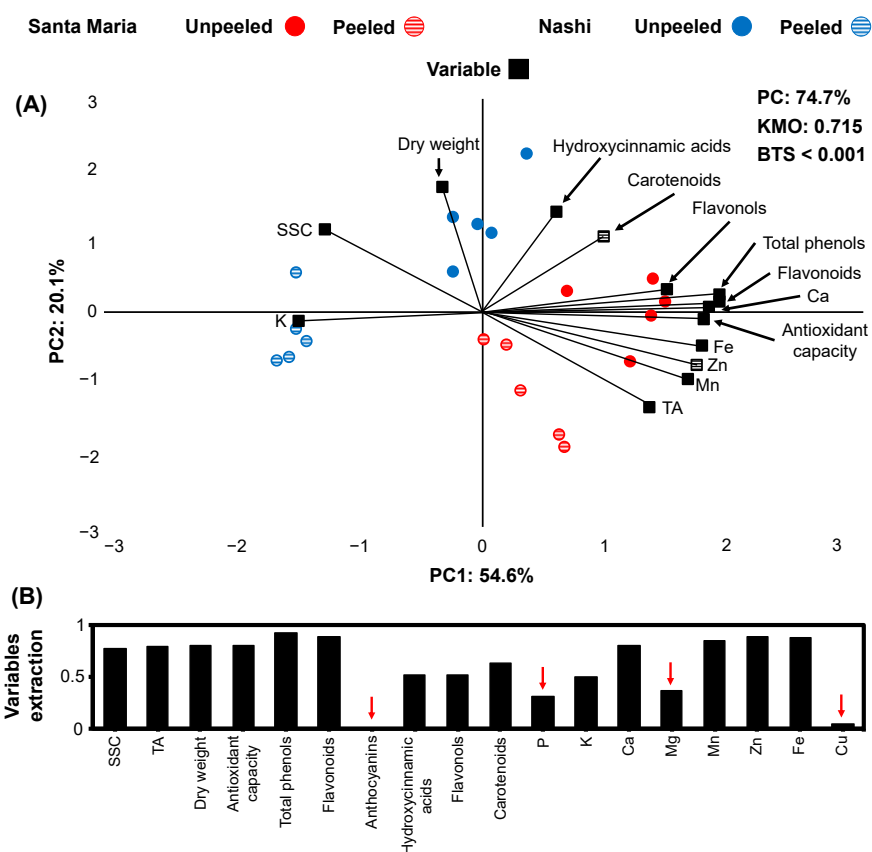 Santa Maria Unpeeled Peeled Nashi Unpeeled Peeled
Variable
(A)
PC: 74.7%
KMO: 0.715
BTS < 0.001
3
2
1
0
−1
−2
−3
PC2: 20.1%
Dry weight
Hydroxycinnamic acids
Carotenoids
Flavonols
Total phenols
Flavonoids
Ca
Antioxidant
capacity
SSC
K
Fe
Zn
Mn
TA
−3 −2 −1 0 1 2 3
PC1: 54.6%
(B)
Variables
extraction
1
0.5
0
SSC
TA
Dry weight
Antioxidant
capacity
Total phenols
Flavonoids
Anthocyanins
Hydroxycinnamic
acids
Flavonols
Carotenoids
P
K
Ca
Mg
Mn
Zn
Fe
Cu